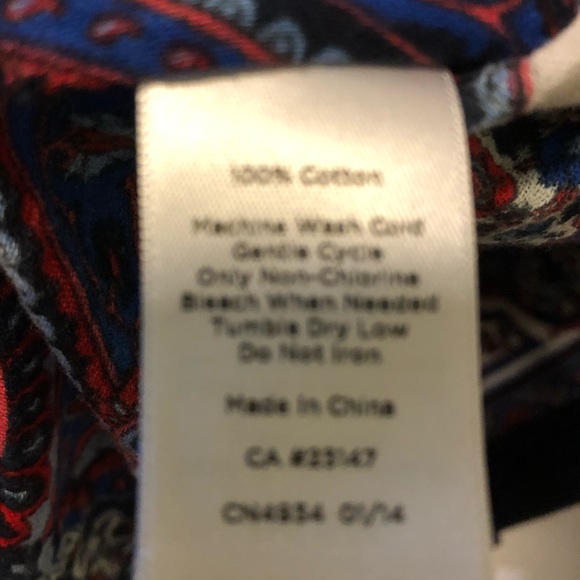 100% Cotton
Machine Wash Cold
Gentle Cycle
Only Non-Chlorine
Bleach When Needed
Tumble Dry Low
Do Not Iron
Made In China
CA #23147
CN4934 01/14